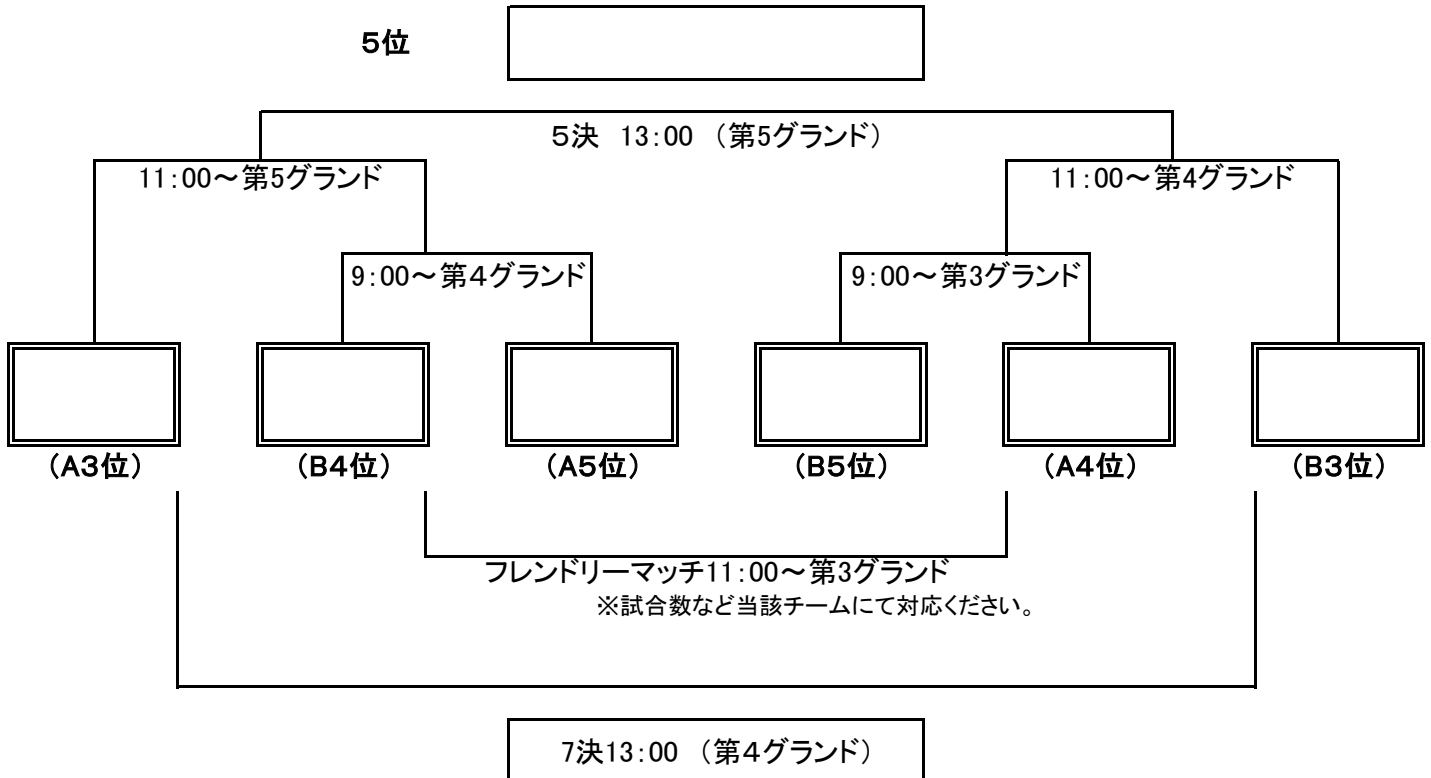 ５位
５決　13:00　（第5グランド）
11:00～第5グランド
11:00～第4グランド
9:00～第４グランド
9:00～第3グランド
（Ａ３位）
（Ｂ４位）
（Ａ５位）
（Ｂ５位）
（Ａ４位）
（Ｂ３位）
フレンドリーマッチ11:00～第3グランド
※試合数など当該チームにて対応ください。
7決13:00　（第４グランド）